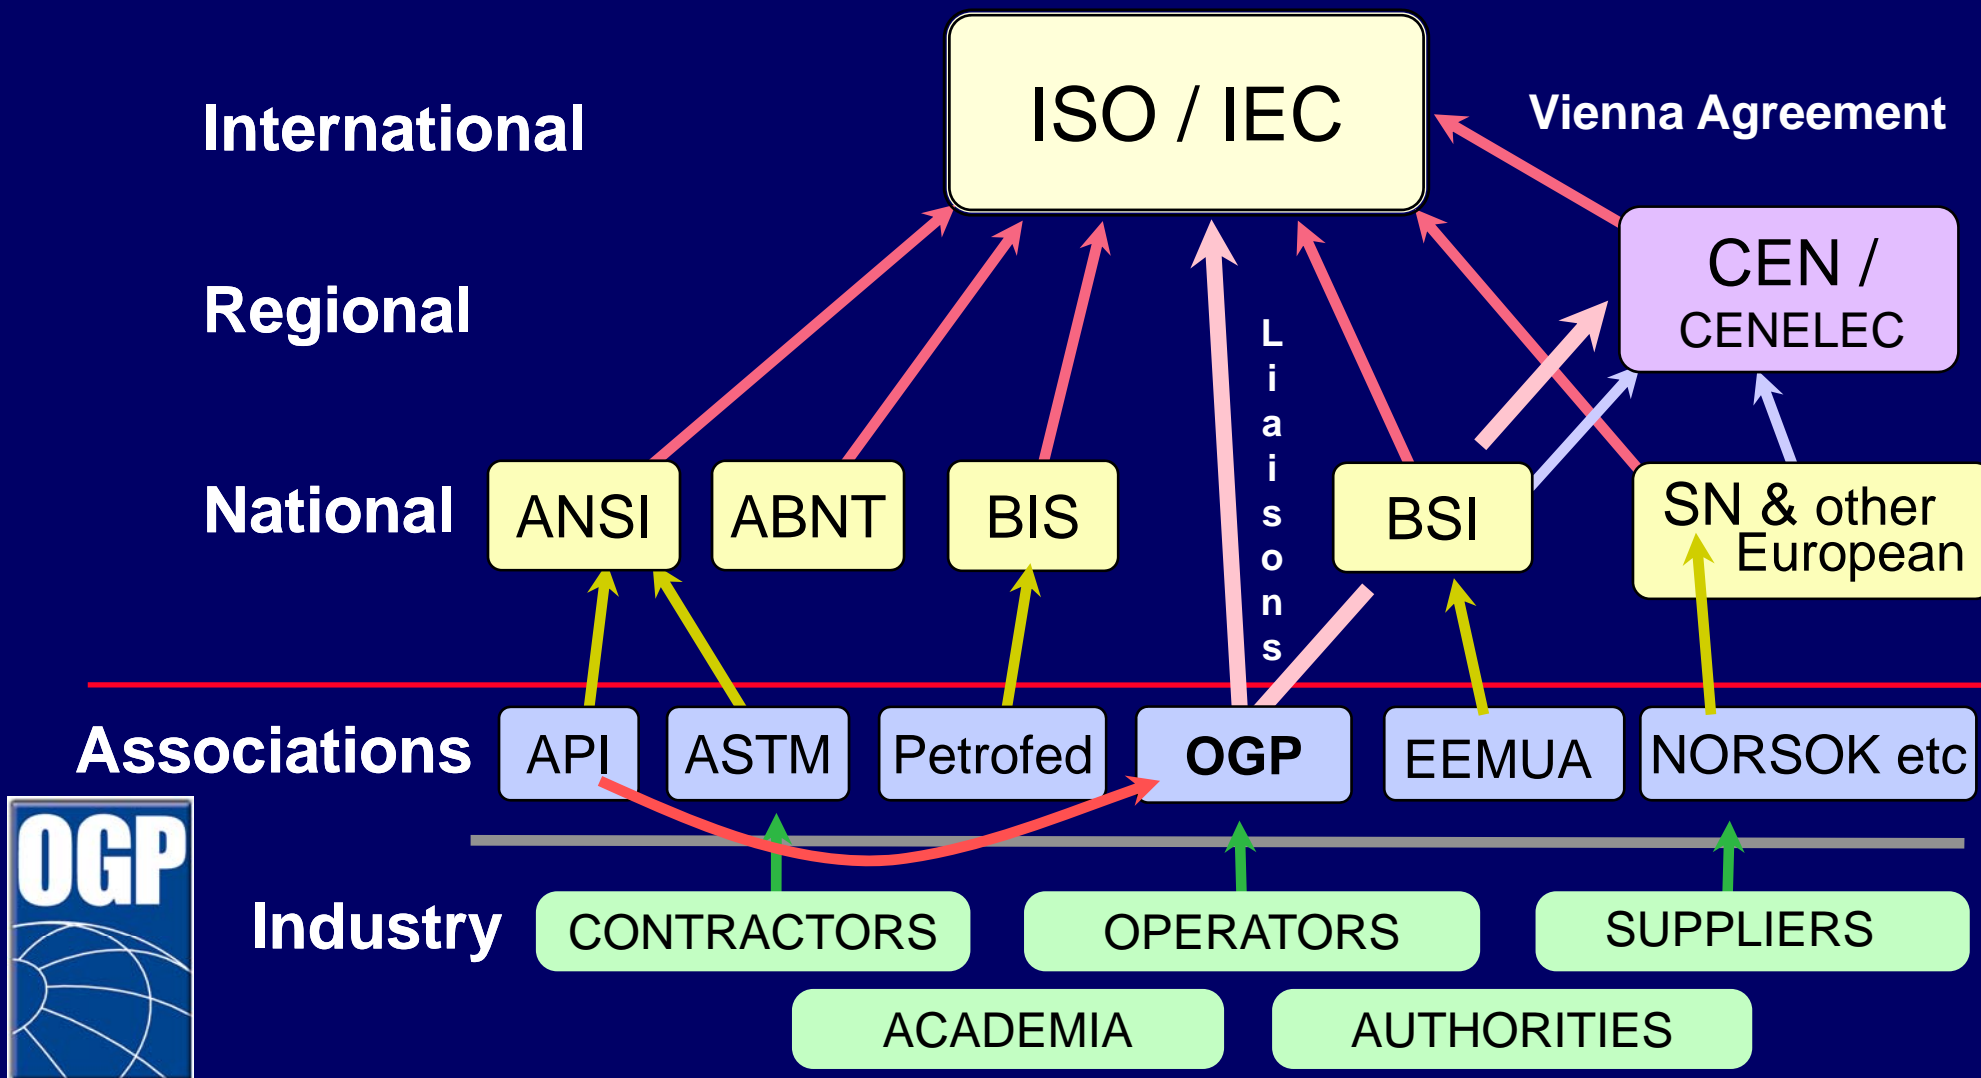 International
ISO / IEC
Vienna Agreement
Regional
CEN /
CENELEC
Liaisons
National
ANSI
ABNT
BIS
BSI
SN & other
European
Associations
API
ASTM
Petrofed
OGP
EEMUA
NORSOK etc
OGP
Industry
CONTRACTORS
OPERATORS
SUPPLIERS
ACADEMIA
AUTHORITIES